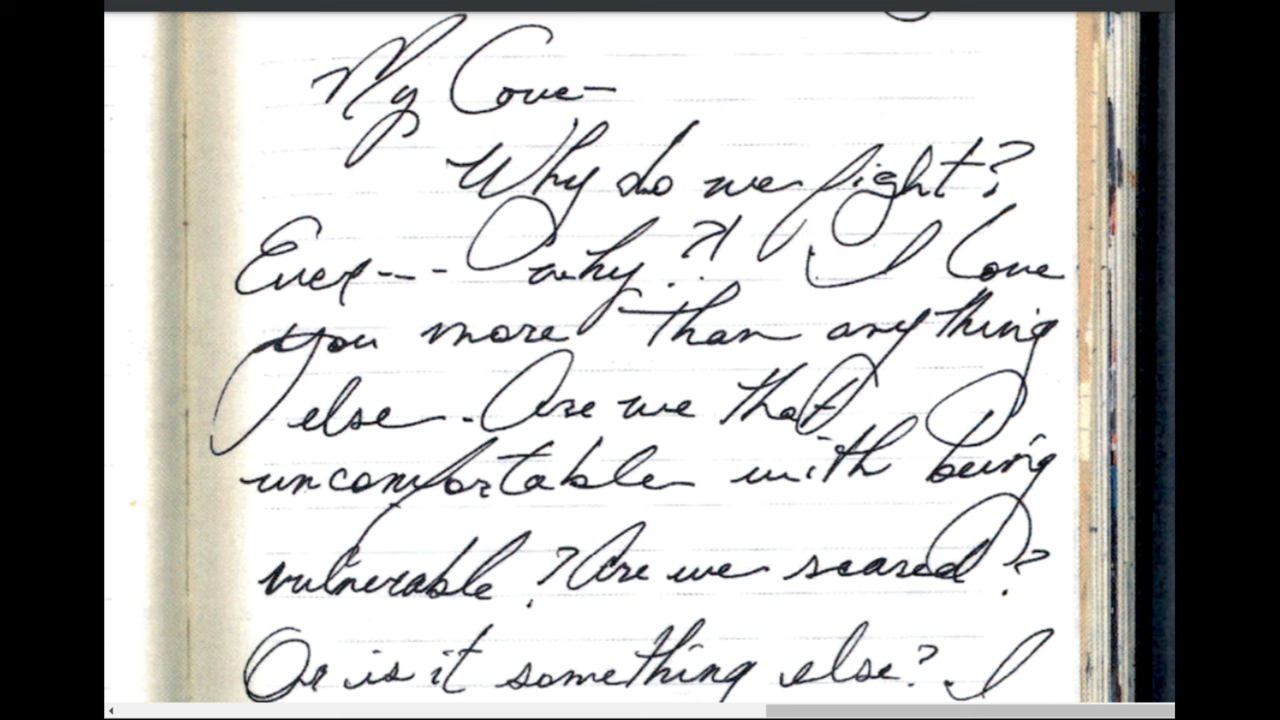 My Love-
Why do we fight?
Ever--- why?! I love
you more than anything
else. Are we that
uncomfortable with being
vulnerable? Are we scared?
Or is it something else? I